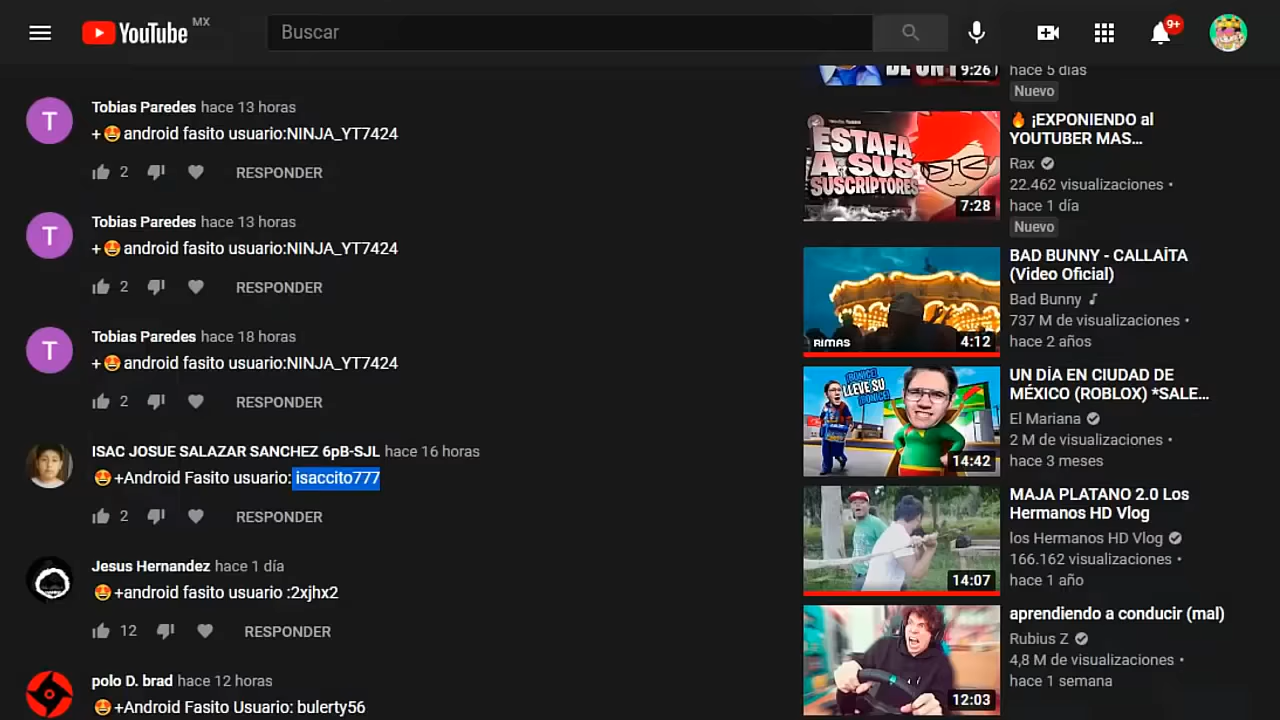 YouTube MX
Buscar
9+
Tobias Paredes hace 13 horas
+🤩android fasito usuario:NINJA_YT7424
2
RESPONDER
Tobias Paredes hace 13 horas
+🤩android fasito usuario:NINJA_YT7424
2
RESPONDER
Tobias Paredes hace 18 horas
+🤩android fasito usuario:NINJA_YT7424
2
RESPONDER
ISAC JOSUE SALAZAR SANCHEZ 6pB-SJL hace 16 horas
🤩+Android Fasito usuario: isaccito777
2
RESPONDER
Jesus Hernandez hace 1 día
🤩+android fasito usuario :2xjhx2
12
RESPONDER
polo D. brad hace 12 horas
🤩+Android Fasito Usuario: bulerty56
DE UN
9:26
hace 5 días
Nuevo
ESTAFA
A SUS
SUSCRIPTORES
7:28
🔥 ¡EXPONIENDO al
YOUTUBER MAS...
Rax
22.462 visualizaciones •
hace 1 día
Nuevo
RIMAS
4:12
BAD BUNNY - CALLAÍTA
(Video Oficial)
Bad Bunny
737 M de visualizaciones •
hace 2 años
LLEVE SU
14:42
UN DÍA EN CIUDAD DE
MÉXICO (ROBLOX) *SALE...
El Mariana
2 M de visualizaciones •
hace 3 meses
14:07
MAJA PLATANO 2.0 Los
Hermanos HD Vlog
los Hermanos HD Vlog
166.162 visualizaciones •
hace 1 año
12:03
aprendiendo a conducir (mal)
Rubius Z
4,8 M de visualizaciones •
hace 1 semana